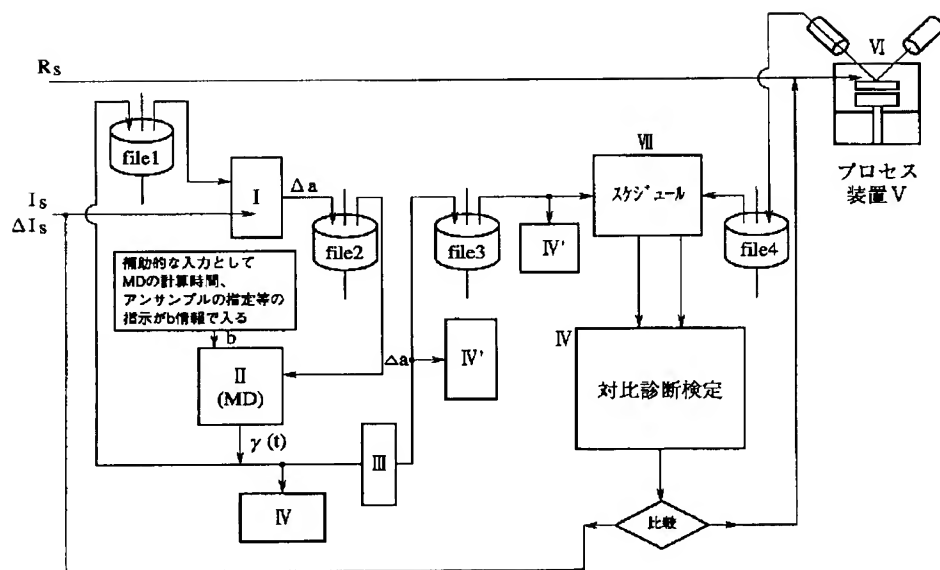 Rs
VI
file1
VII
I
Δa
スケジュール
プロセス
装置V
Is
ΔIs
file2
file3
IV'
file4
補助的な入力として
MDの計算時間、
アンサンブルの指定等の
指示がb情報で入る
b
II
(MD)
Δa
IV'
IV
対比診断検定
γ(t)
III
IV
比較